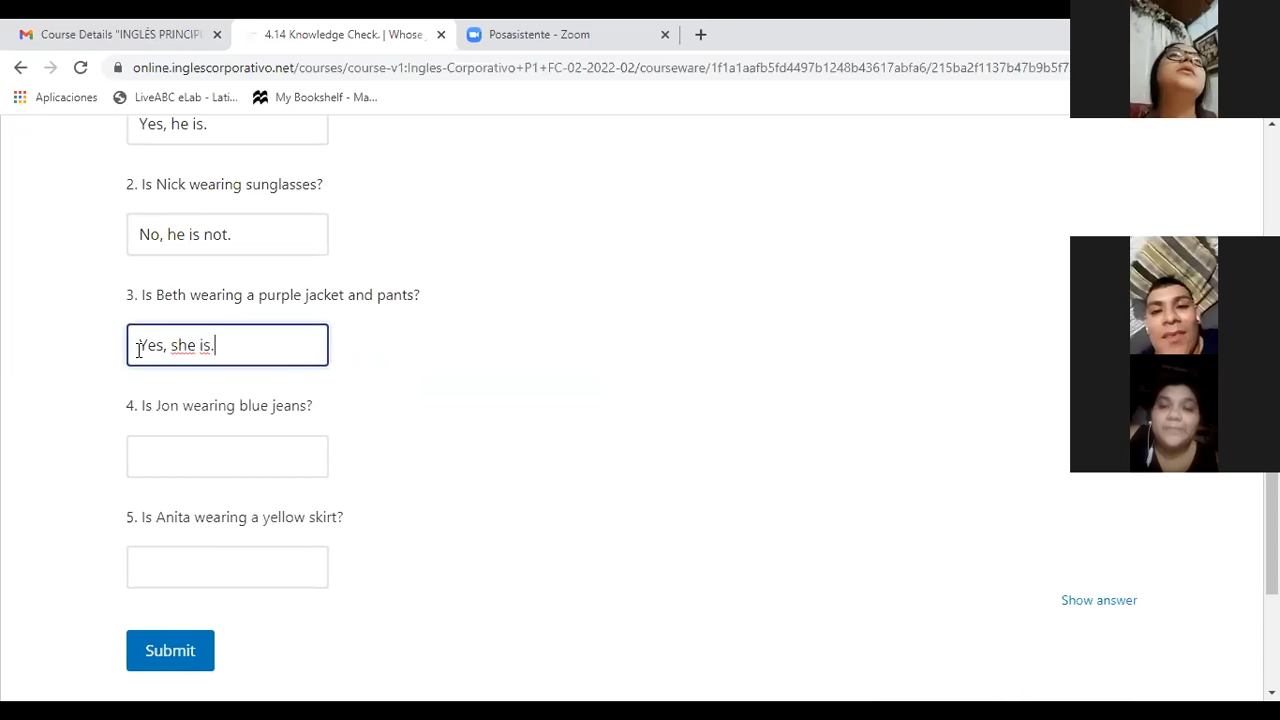 Course Details "INGLÉS PRINCIPI
4.14 Knowledge Check. | Whose
Posasistente - Zoom
online.inglescorporativo.net/courses/course-v1:Ingles-Corporativo+P1+FC-02-2022-02/courseware/1f1a1aafb5fd4497b1248b43617abfa6/215ba2f1137b47b9b5f7
Aplicaciones
LiveABC eLab - Lati...
My Bookshelf - Ma...
Yes, he is.
2. Is Nick wearing sunglasses?
No, he is not.
3. Is Beth wearing a purple jacket and pants?
Yes, she is.
4. Is Jon wearing blue jeans?
5. Is Anita wearing a yellow skirt?
Show answer
Submit